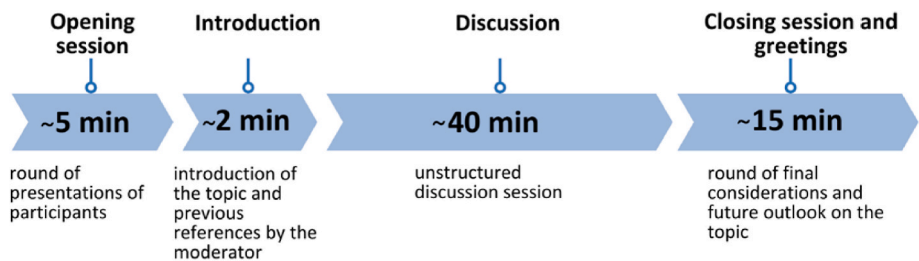 Opening
session
Introduction
Discussion
Closing session and
greetings
~5 min
~2 min
~40 min
~15 min
round of
presentations of
participants
introduction of
the topic and
previous
references by the
moderator
unstructured
discussion session
round of final
considerations and
future outlook on the
topic